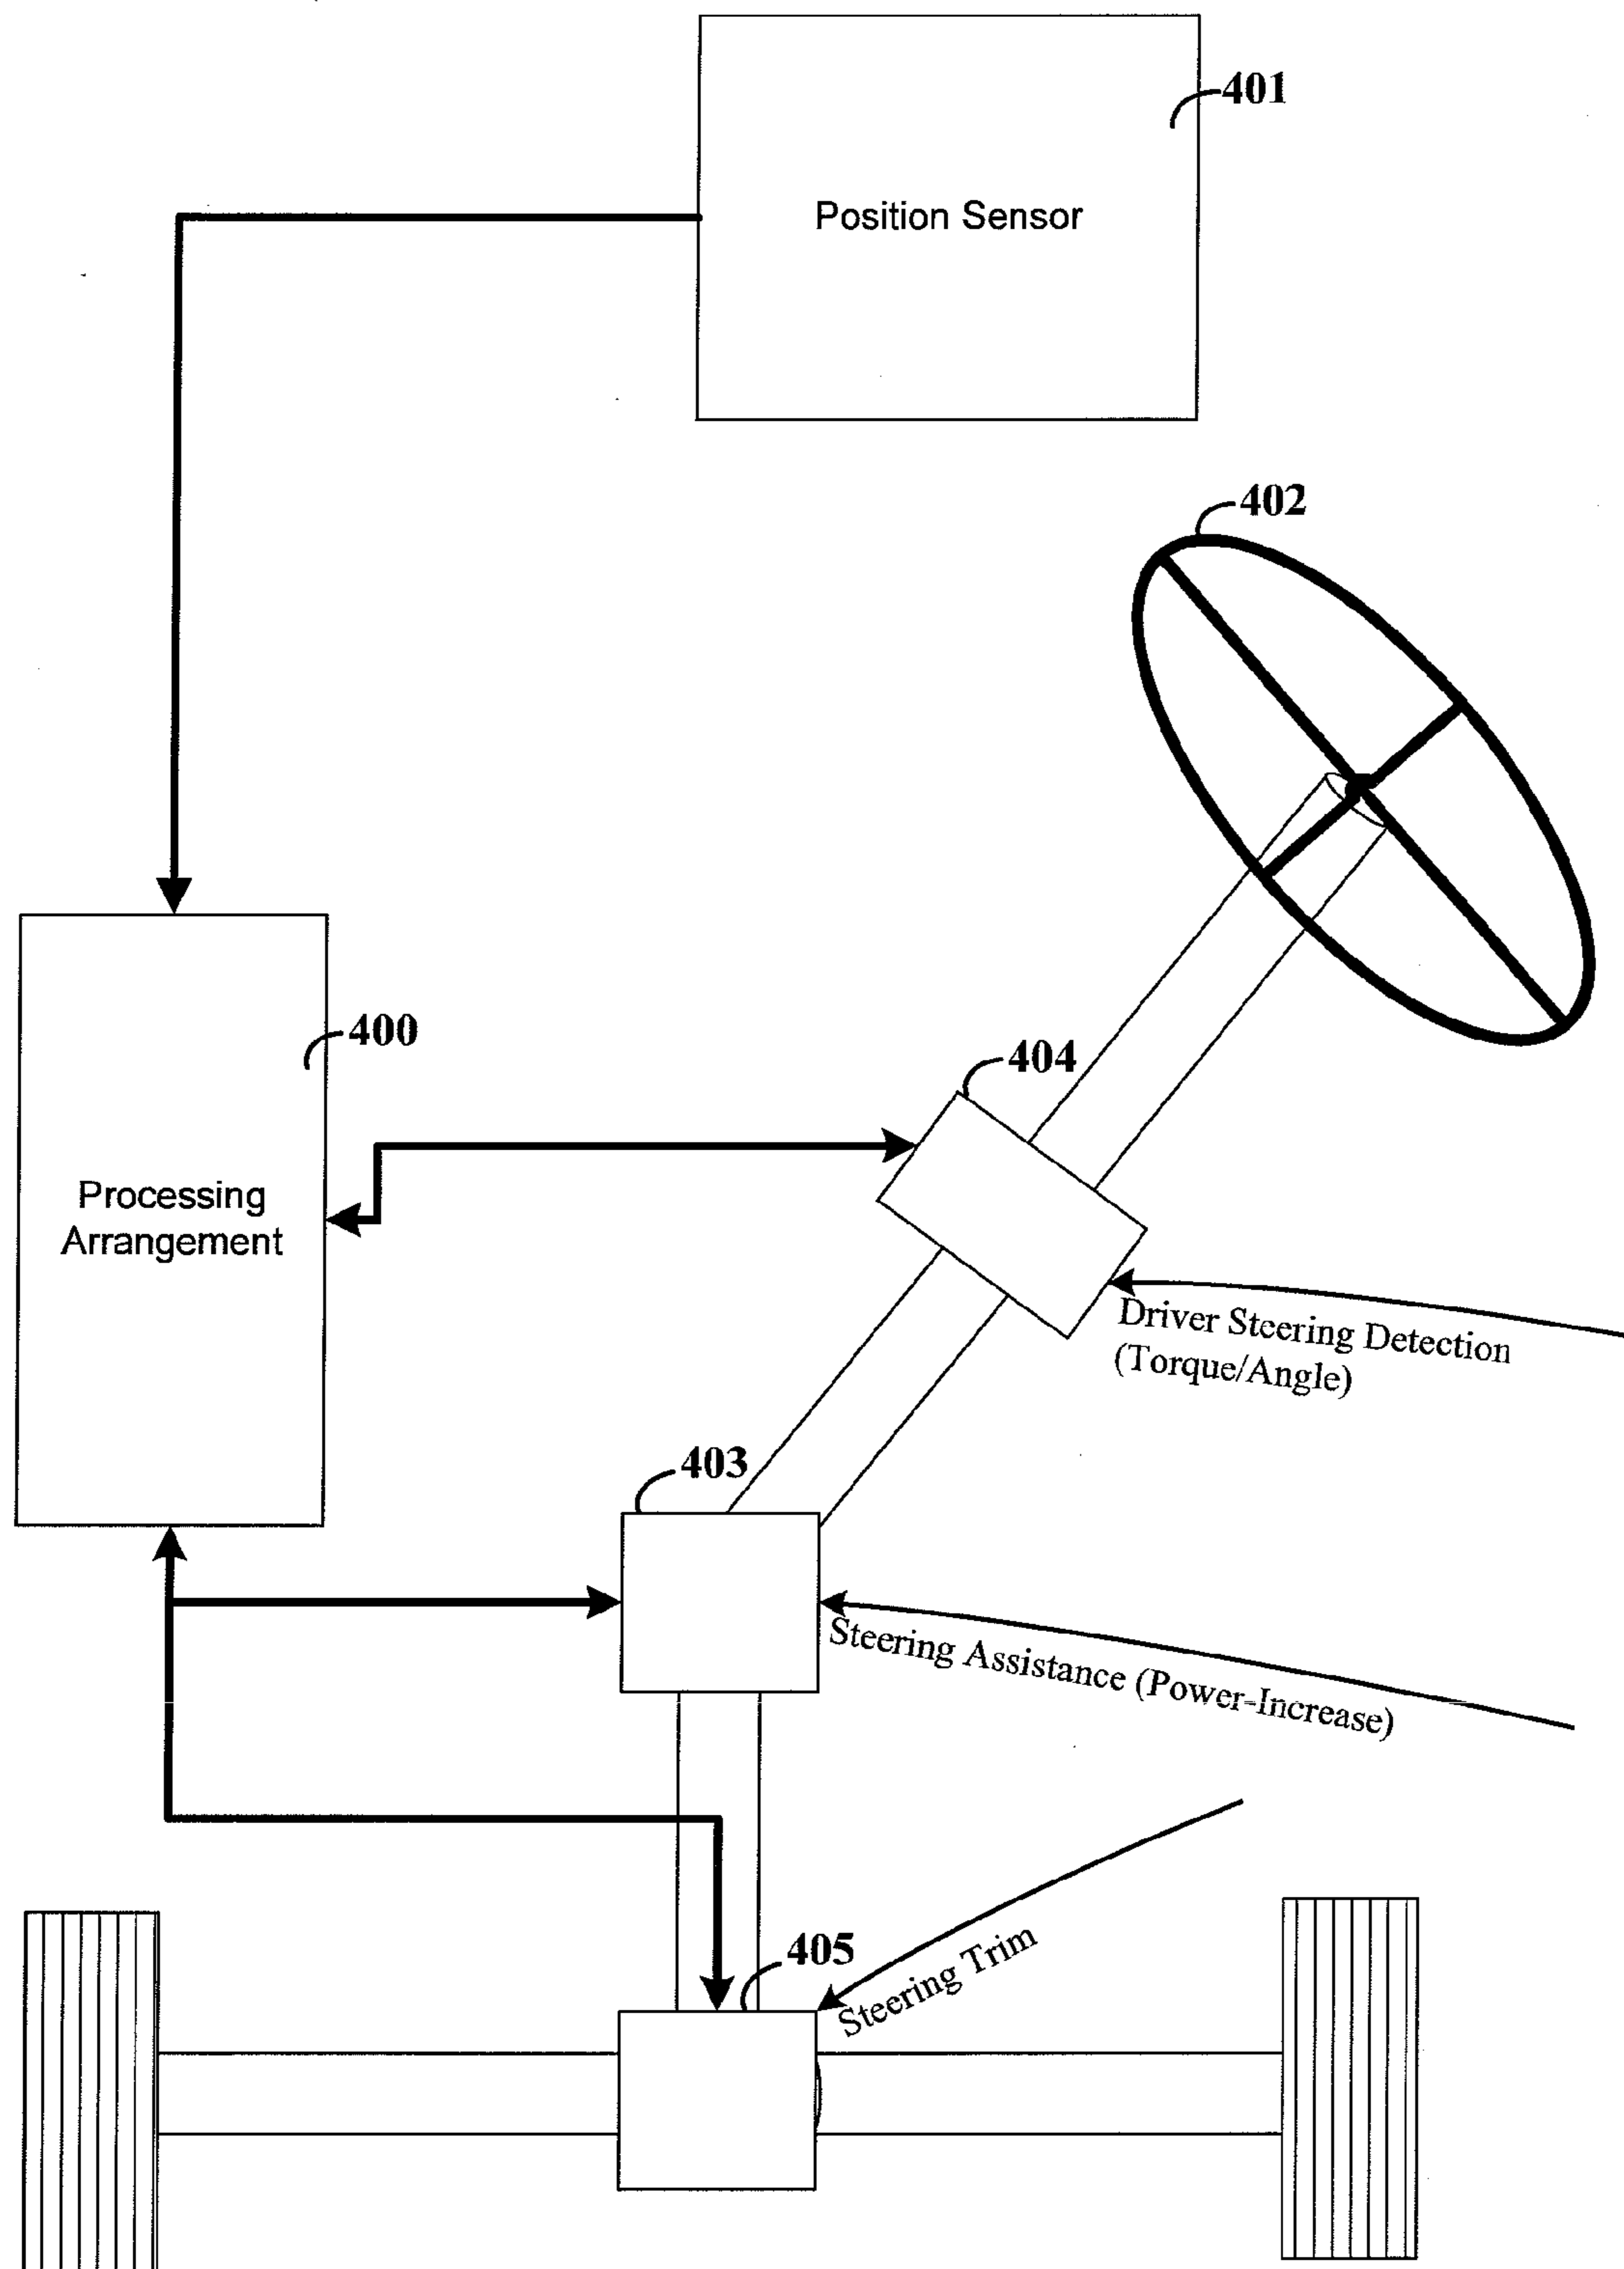 401
Position Sensor
402
400
404
Processing
Arrangement
Driver Steering Detection
(Torque/Angle)
403
Steering Assistance (Power-Increase)
405
Steering Trim